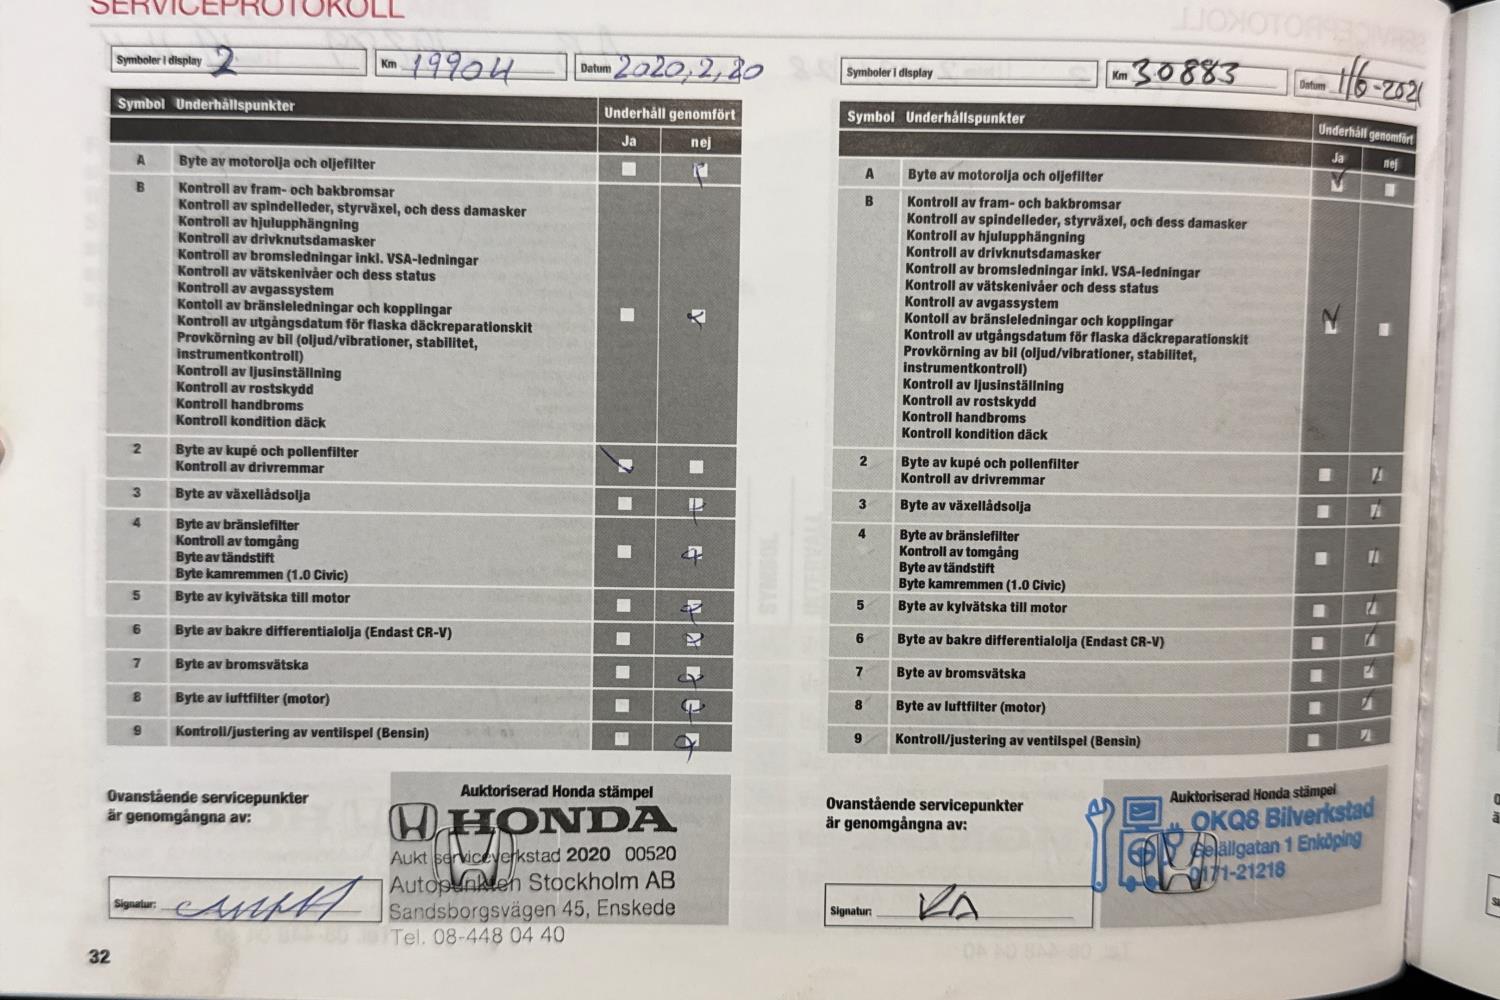 SERVICEPROTOKOLL
Symboler i display 2 Km 19904 Datum 2020,2,20
Symbol Underhållspunkter Underhåll genomfört
Ja nej
A Byte av motorolja och oljefilter
B Kontroll av fram- och bakbromsar
Kontroll av spindelleder, styrväxel, och dess damasker
Kontroll av hjulupphängning
Kontroll av drivknutsdamasker
Kontroll av bromsledningar inkl. VSA-ledningar
Kontroll av vätskenivåer och dess status
Kontroll av avgassystem
Kontoll av bränsleledningar och kopplingar
Kontroll av utgångsdatum för flaska däckreparationskit
Provkörning av bil (oljud/vibrationer, stabilitet,
instrumentkontroll)
Kontroll av ljusinställning
Kontroll av rostskydd
Kontroll handbroms
Kontroll kondition däck
2 Byte av kupé och pollenfilter
Kontroll av drivremmar
3 Byte av växellådsolja
4 Byte av bränslefilter
Kontroll av tomgång
Byte av tändstift
Byte kamremmen (1.0 Civic)
5 Byte av kylvätska till motor
6 Byte av bakre differentialolja (Endast CR-V)
7 Byte av bromsvätska
8 Byte av luftfilter (motor)
9 Kontroll/justering av ventilspel (Bensin)
Ovanstående servicepunkter
är genomgångna av:
Signatur:
Auktoriserad Honda stämpel
HONDA
Aukt serviceverkstad 2020 00520
Autopunkten Stockholm AB
Sandsborgsvägen 45, Enskede
Tel. 08-448 04 40
32
Symboler i display Km 30883 Datum 1/6-2021
Symbol Underhållspunkter Underhåll genomfört
Ja nej
A Byte av motorolja och oljefilter
B Kontroll av fram- och bakbromsar
Kontroll av spindelleder, styrväxel, och dess damasker
Kontroll av hjulupphängning
Kontroll av drivknutsdamasker
Kontroll av bromsledningar inkl. VSA-ledningar
Kontroll av vätskenivåer och dess status
Kontroll av avgassystem
Kontoll av bränsleledningar och kopplingar
Kontroll av utgångsdatum för flaska däckreparationskit
Provkörning av bil (oljud/vibrationer, stabilitet,
instrumentkontroll)
Kontroll av ljusinställning
Kontroll av rostskydd
Kontroll handbroms
Kontroll kondition däck
2 Byte av kupé och pollenfilter
Kontroll av drivremmar
3 Byte av växellådsolja
4 Byte av bränslefilter
Kontroll av tomgång
Byte av tändstift
Byte kamremmen (1.0 Civic)
5 Byte av kylvätska till motor
6 Byte av bakre differentialolja (Endast CR-V)
7 Byte av bromsvätska
8 Byte av luftfilter (motor)
9 Kontroll/justering av ventilspel (Bensin)
Ovanstående servicepunkter
är genomgångna av:
Signatur:
Auktoriserad Honda stämpel
OKQ8 Bilverkstad
1 Enköping
0171-21218